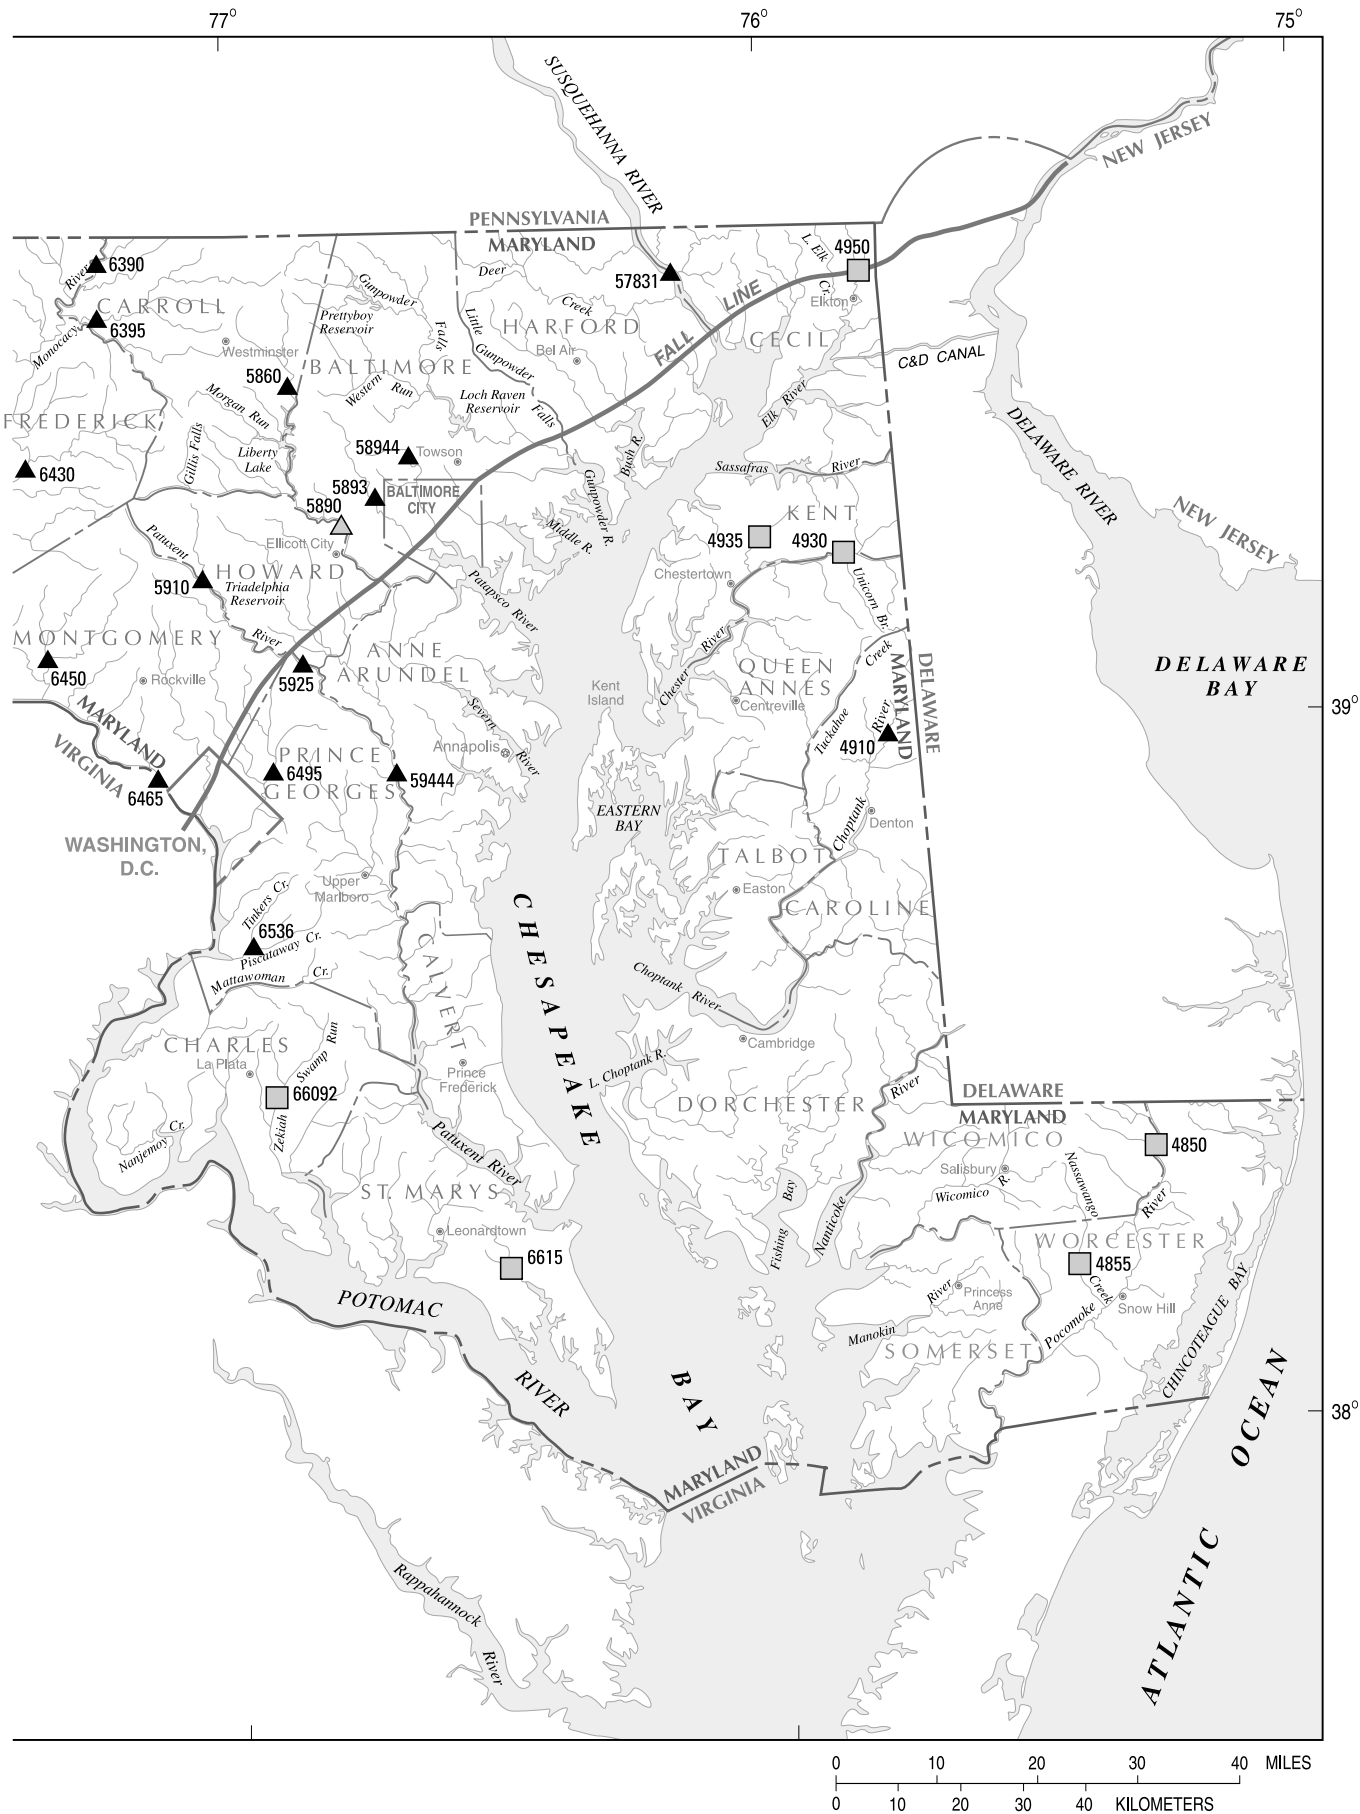 77°
76°
75°
SUSQUEHANNA RIVER
NEW JERSEY
PENNSYLVANIA
MARYLAND
L. Elk
Cr.
4950
6390
River
57831
Deer
Creek
Elkton
Gunpowder
Falls
CARROLL
Prettyboy
Reservoir
LINE
FALL
6395
Monocacy
Little
Gunpowder
Falls
HARFORD
CECIL
Bel Air
Westminster
C&D CANAL
5860
BALTIMORE
Western
Run
Loch Raven
Reservoir
Elk River
Morgan Run
FREDERICK
DELAWARE RIVER
Gillis Falls
Liberty
Lake
58944
Towson
Bush R.
Sassafras
River
6430
5893
BALTIMORE
CITY
Gunpowder R.
5890
KENT
NEW JERSEY
Middle R.
4935
4930
Patuxent
Ellicott City
HOWARD
Chestertown
Unicorn Br.
5910
Triadelphia
Reservoir
Patapsco River
River
MONTGOMERY
ANNE
ARUNDEL
River
Chester
Creek
QUEEN
ANNES
MARYLAND
DELAWARE
DELAWARE
BAY
6450
Rockville
5925
Kent
Island
Centreville
39°
Severn
River
MARYLAND
VIRGINIA
Tuckahoe
River
4910
PRINCE
GEORGES
Annapolis
6495
59444
6465
EASTERN
BAY
Choptank
Denton
WASHINGTON,
D.C.
TALBOT
Upper
Marlboro
Easton
Tinkers Cr.
CAROLINE
6536
Piscataway Cr.
CHESAPEAKE
CALVERT
Choptank River
Mattawoman
Cr.
CHARLES
La Plata
Swamp Run
Cambridge
Prince
Frederick
L. Choptank R.
66092
River
DELAWARE
MARYLAND
DORCHESTER
Zekiah
Nanjemoy Cr.
Patuxent River
WICOMICO
4850
Salisbury
Nassawango
Wicomico
R.
River
ST. MARYS
Bay
Fishing
Nanticoke
Leonardtown
WORCESTER
6615
4855
Creek
River
Princess
Anne
Snow Hill
POTOMAC
Manokin
Pocomoke
CHINCOTEAGUE BAY
SOMERSET
RIVER
BAY
OCEAN
38°
MARYLAND
VIRGINIA
Rappahannock
River
ATLANTIC
0 10 20 30 40 MILES
0 10 20 30 40 KILOMETERS